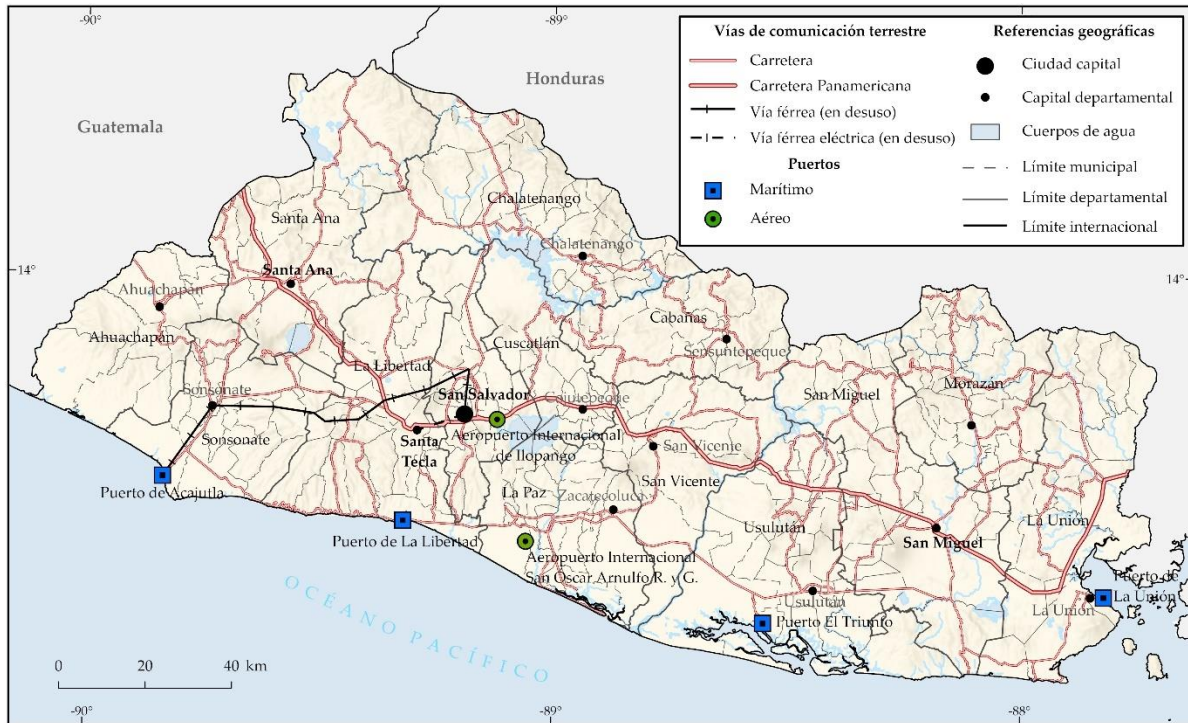 -90°
-89°
Honduras
Guatemala
Vías de comunicación terrestre
Carretera
Carretera Panamericana
Vía férrea (en desuso)
Vía férrea eléctrica (en desuso)
Puertos
Marítimo
Aéreo
Referencias geográficas
Ciudad capital
Capital departamental
Cuerpos de agua
Límite municipal
Límite departamental
Límite internacional
14°
14°
Chalatenango
Santa Ana
Chalatenango
Santa Ana
Ahuachapán
Cabañas
Ahuachapán
Cuscatlán
Sensuntepeque
La Libertad
San Miguel
Morazán
Sonsonate
San Salvador
Cojutepeque
Sonsonate
Santa
Tecla
Aeropuerto Internacional
de Ilopango
San Vicente
San Vicente
Puerto de Acajutla
La Paz
Zacatecoluca
Usulután
La Unión
Puerto de La Libertad
San Miguel
Aeropuerto Internacional
San Óscar Arnulfo R. y G.
Puerto de
La Unión
Usulután
La Unión
Puerto El Triunfo
OCÉANO PACÍFICO
0 20 40 km
-90°
-89°
-88°